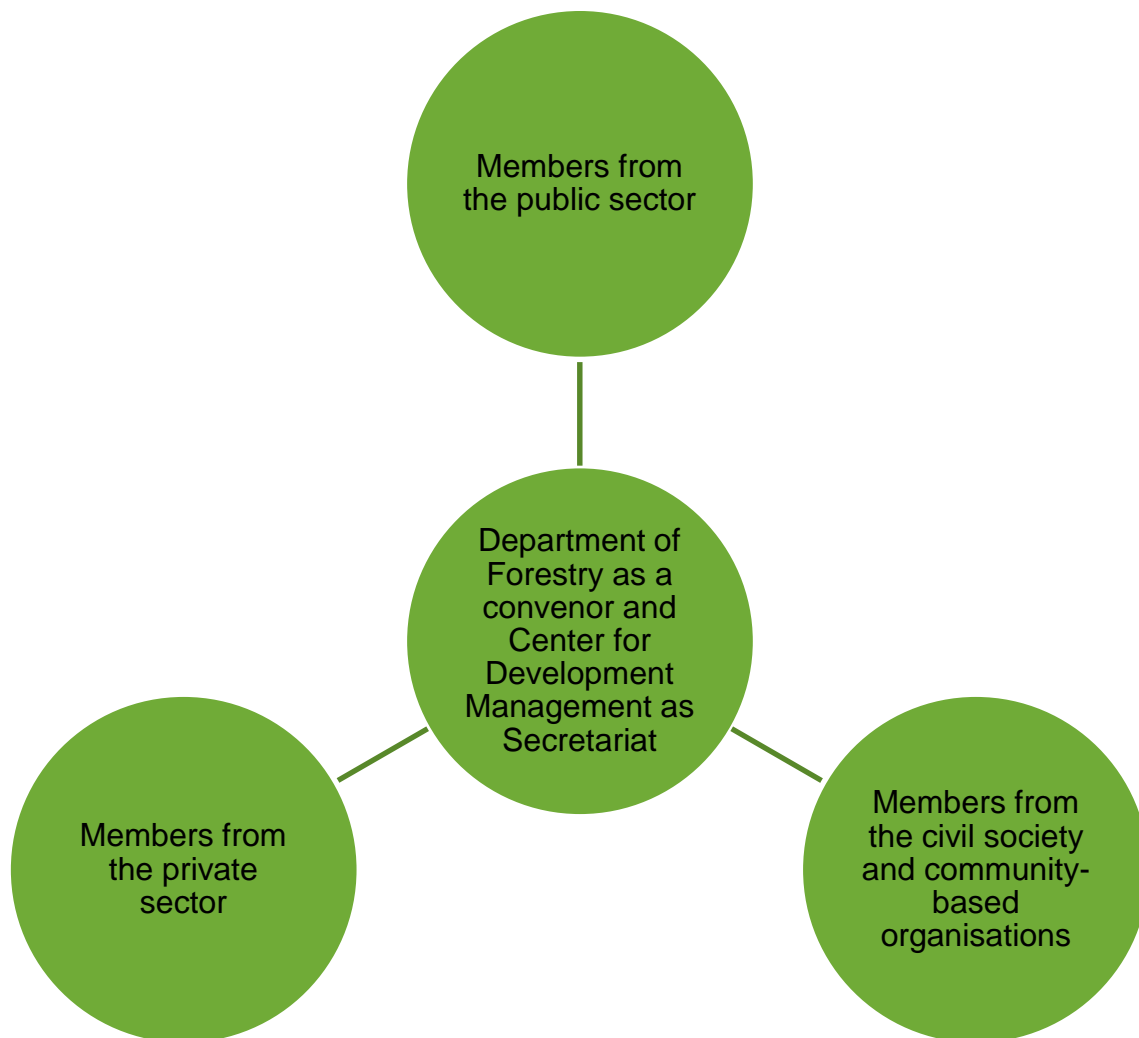 Members from
the public sector
Department of
Forestry as a
convenor and
Center for
Development
Management as
Secretariat
Members from
the private
sector
Members from
the civil society
and community-
based
organisations